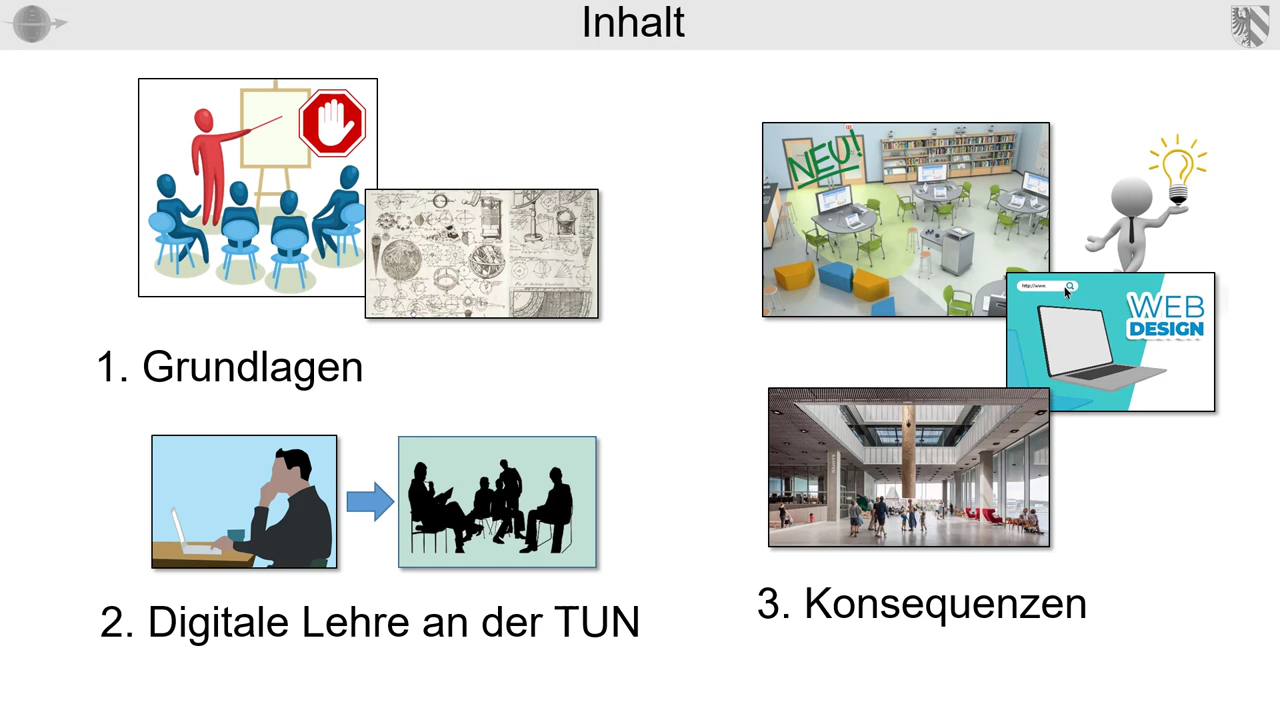 Inhalt
1. Grundlagen
2. Digitale Lehre an der TUN
NEU!
http://www
WEB
DESIGN
3. Konsequenzen